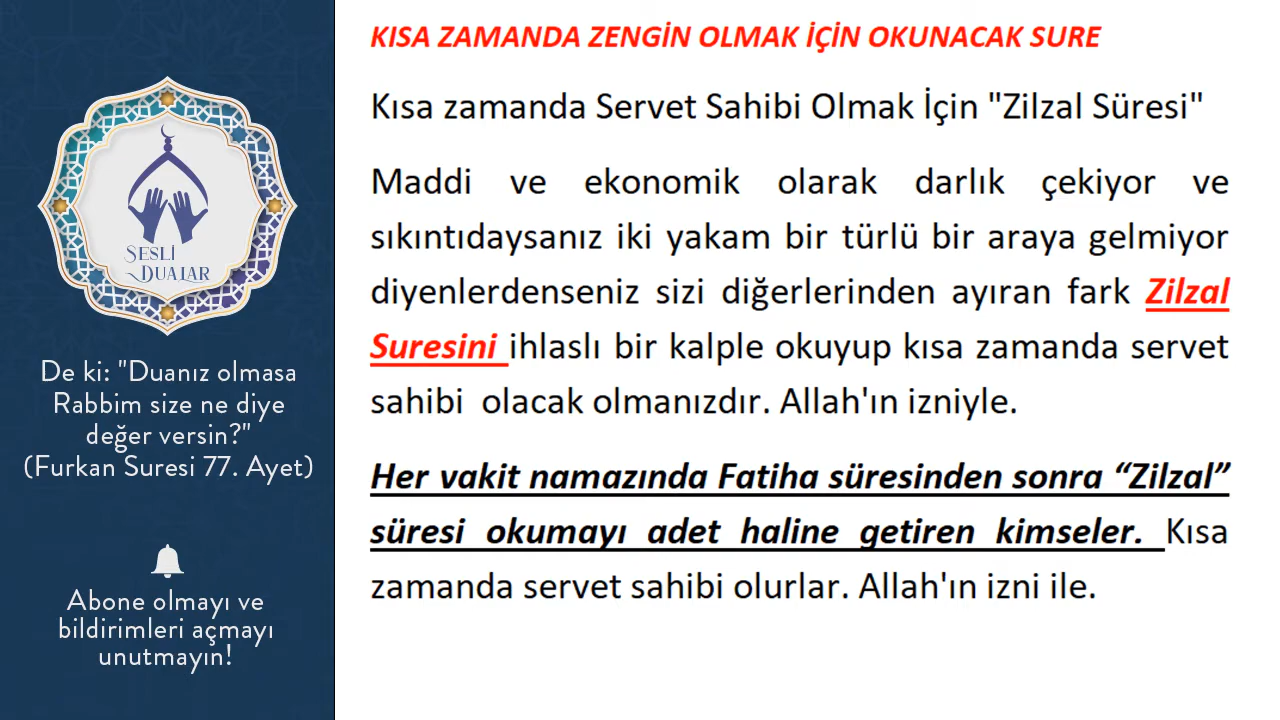 SESLİ
DUALAR
De ki: "Duanız olmasa
Rabbim size ne diye
değer versin?"
(Furkan Suresi 77. Ayet)
Abone olmayı ve
bildirimleri açmayı
unutmayın!
KISA ZAMANDA ZENGİN OLMAK İÇİN OKUNACAK SURE
Kısa zamanda Servet Sahibi Olmak İçin "Zilzal Süresi"
Maddi ve ekonomik olarak darlık çekiyor ve
sıkıntıdaysanız iki yakam bir türlü bir araya gelmiyor
diyenlerdenseniz sizi diğerlerinden ayıran fark Zilzal
Suresini ihlaslı bir kalple okuyup kısa zamanda servet
sahibi olacak olmanızdır. Allah'ın izniyle.
Her vakit namazında Fatiha süresinden sonra “Zilzal”
süresi okumayı adet haline getiren kimseler. Kısa
zamanda servet sahibi olurlar. Allah'ın izni ile.